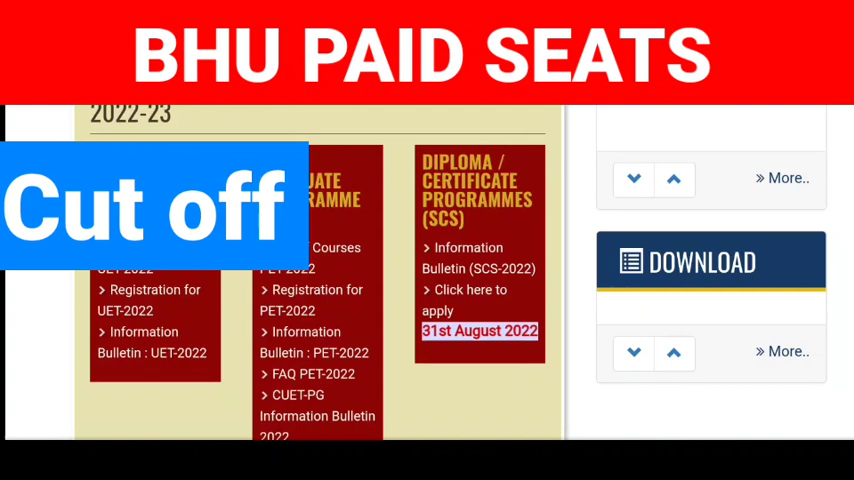 BHU PAID SEATS
2022-23
Cut off
UET-2022
Registration for
UET-2022
Information
Bulletin : UET-2022
Courses
PET-2022
Registration for
PET-2022
Information
Bulletin : PET-2022
FAQ PET-2022
CUET-PG
Information Bulletin
2022
DIPLOMA /
CERTIFICATE
PROGRAMMES
(SCS)
Information
Bulletin (SCS-2022)
Click here to
apply
31st August 2022
More..
DOWNLOAD
More..